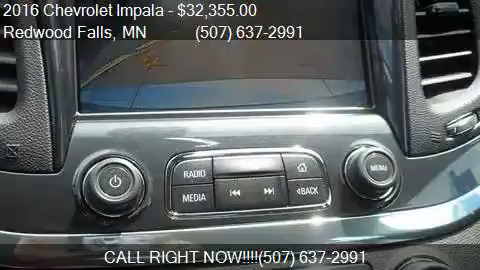 2016 Chevrolet Impala - $32,355.00
Redwood Falls, MN (507) 637-2991
RADIO
MEDIA
BACK
MENU
CALL RIGHT NOW!!!!(507) 637-2991